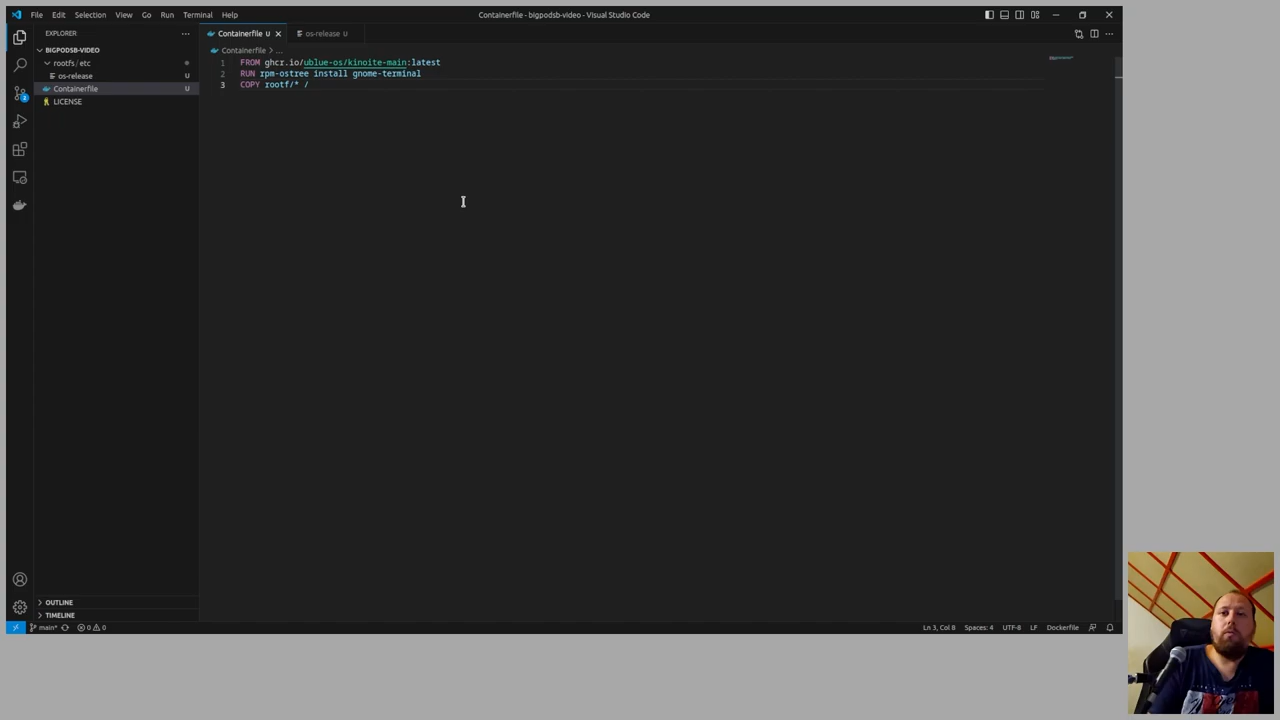 File Edit Selection View Go Run Terminal Help
Containerfile - bigpodsb-video - Visual Studio Code
EXPLORER
BIGPODSB-VIDEO
rootfs / etc
os-release U
Containerfile U
LICENSE
Containerfile U
os-release U
Containerfile > ...
1 FROM ghcr.io/ublue-os/kinoite-main:latest
2 RUN rpm-ostree install gnome-terminal
3 COPY rootf/* /
2
OUTLINE
TIMELINE
main* 0 0
Ln 3, Col 8 Spaces: 4 UTF-8 LF Dockerfile